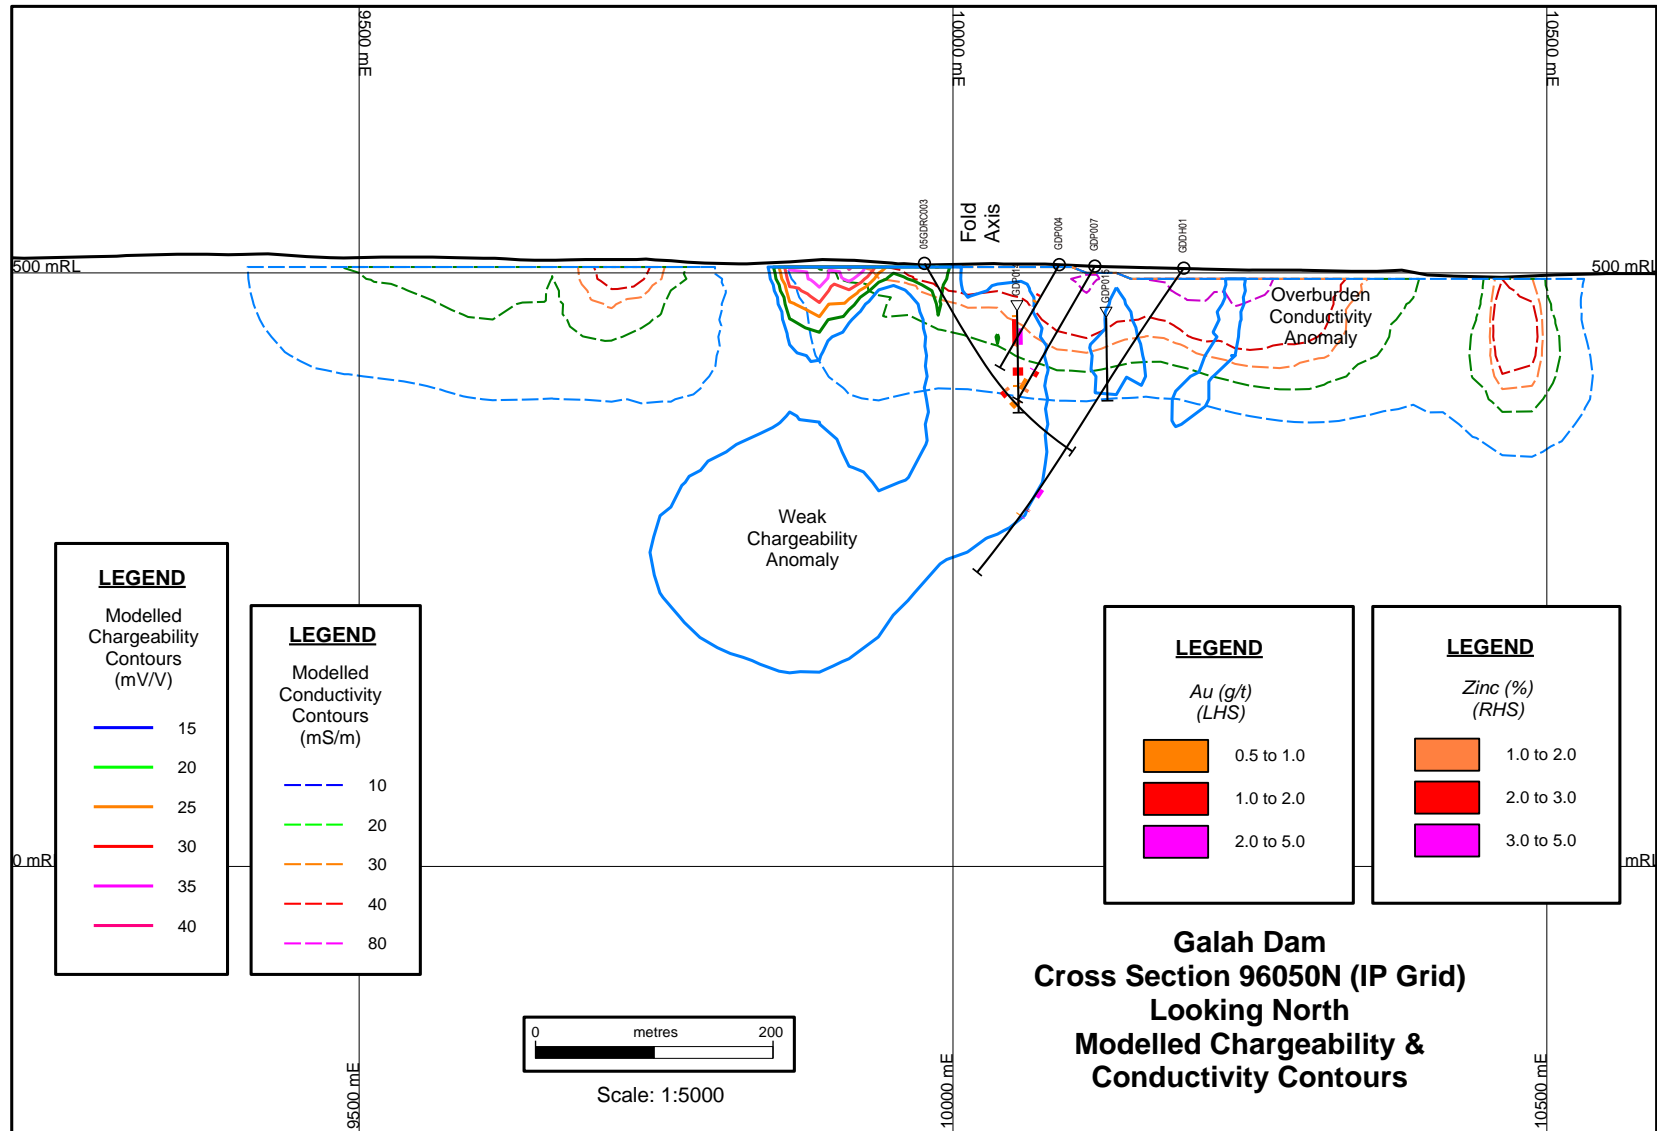 9500 mE
10000 mE
10500 mE
05GDRC003
Fold
Axis
GDP004
GDP007
GDDH01
500 mRL
500 mRL
Overburden
Conductivity
Anomaly
Weak
Chargeability
Anomaly
LEGEND
Modelled
Chargeability
Contours
(mV/V)
15
20
25
30
35
40
LEGEND
Modelled
Conductivity
Contours
(mS/m)
10
20
30
40
80
LEGEND
Au (g/t)
(LHS)
0.5 to 1.0
1.0 to 2.0
2.0 to 5.0
LEGEND
Zinc (%)
(RHS)
1.0 to 2.0
2.0 to 3.0
3.0 to 5.0
0 mRL
mRL
Galah Dam
Cross Section 96050N (IP Grid)
Looking North
Modelled Chargeability &
Conductivity Contours
0 metres 200
Scale: 1:5000
9500 mE
10000 mE
10500 mE